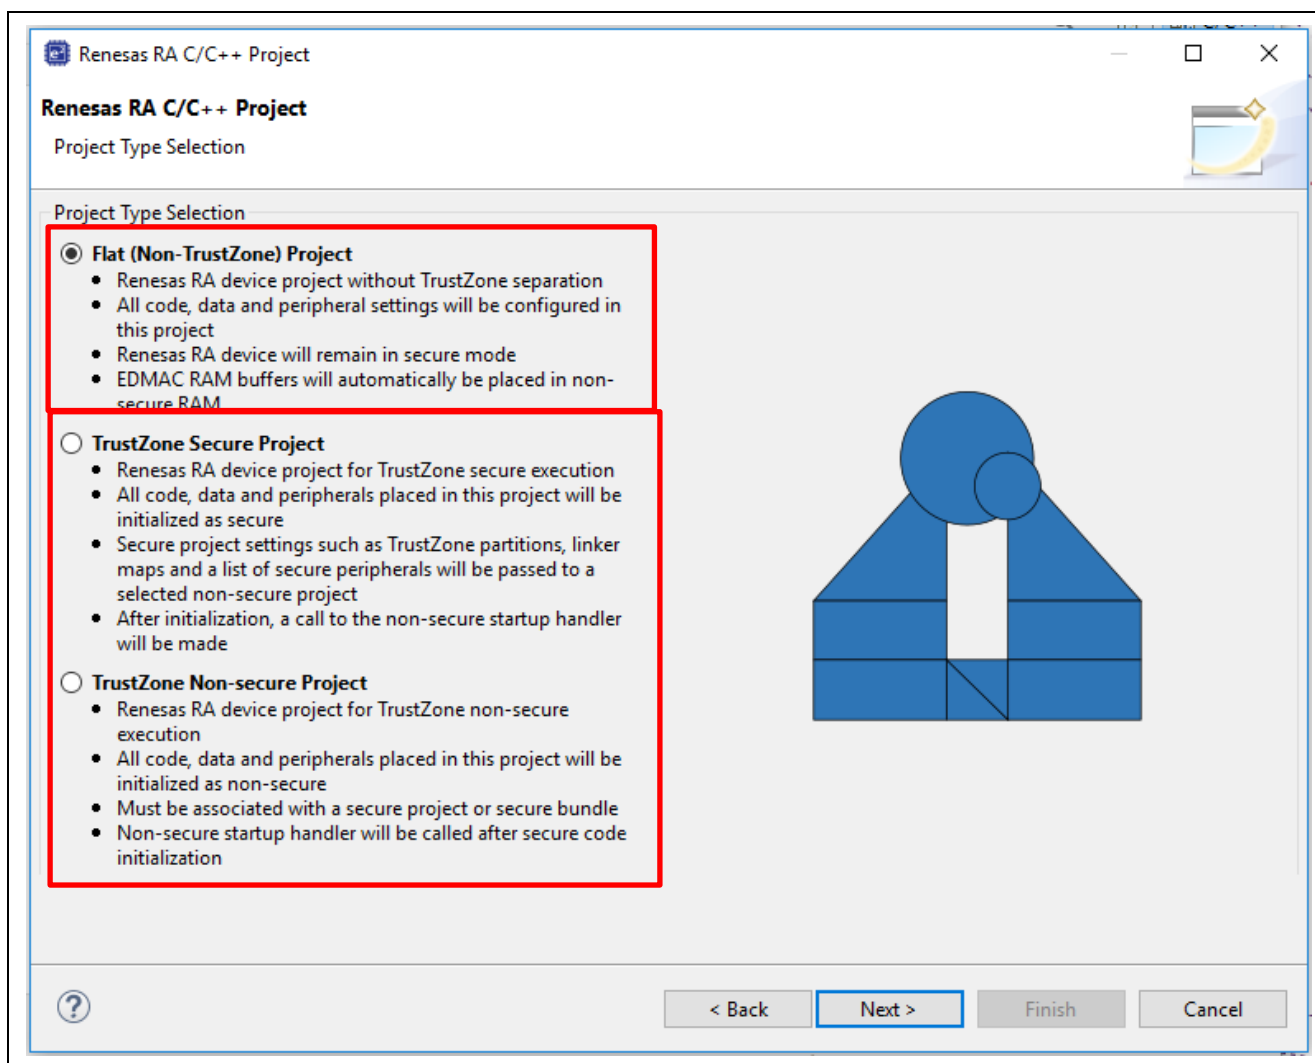 Renesas RA C/C++ Project
Renesas RA C/C++ Project
Project Type Selection
Project Type Selection
Flat (Non-TrustZone) Project
• Renesas RA device project without TrustZone separation
• All code, data and peripheral settings will be configured in
this project
• Renesas RA device will remain in secure mode
• EDMAC RAM buffers will automatically be placed in non-
secure RAM
TrustZone Secure Project
• Renesas RA device project for TrustZone secure execution
• All code, data and peripherals placed in this project will be
initialized as secure
• Secure project settings such as TrustZone partitions, linker
maps and a list of secure peripherals will be passed to a
selected non-secure project
• After initialization, a call to the non-secure startup handler
will be made
TrustZone Non-secure Project
• Renesas RA device project for TrustZone non-secure
execution
• All code, data and peripherals placed in this project will be
initialized as non-secure
• Must be associated with a secure project or secure bundle
• Non-secure startup handler will be called after secure code
initialization
< Back Next > Finish Cancel